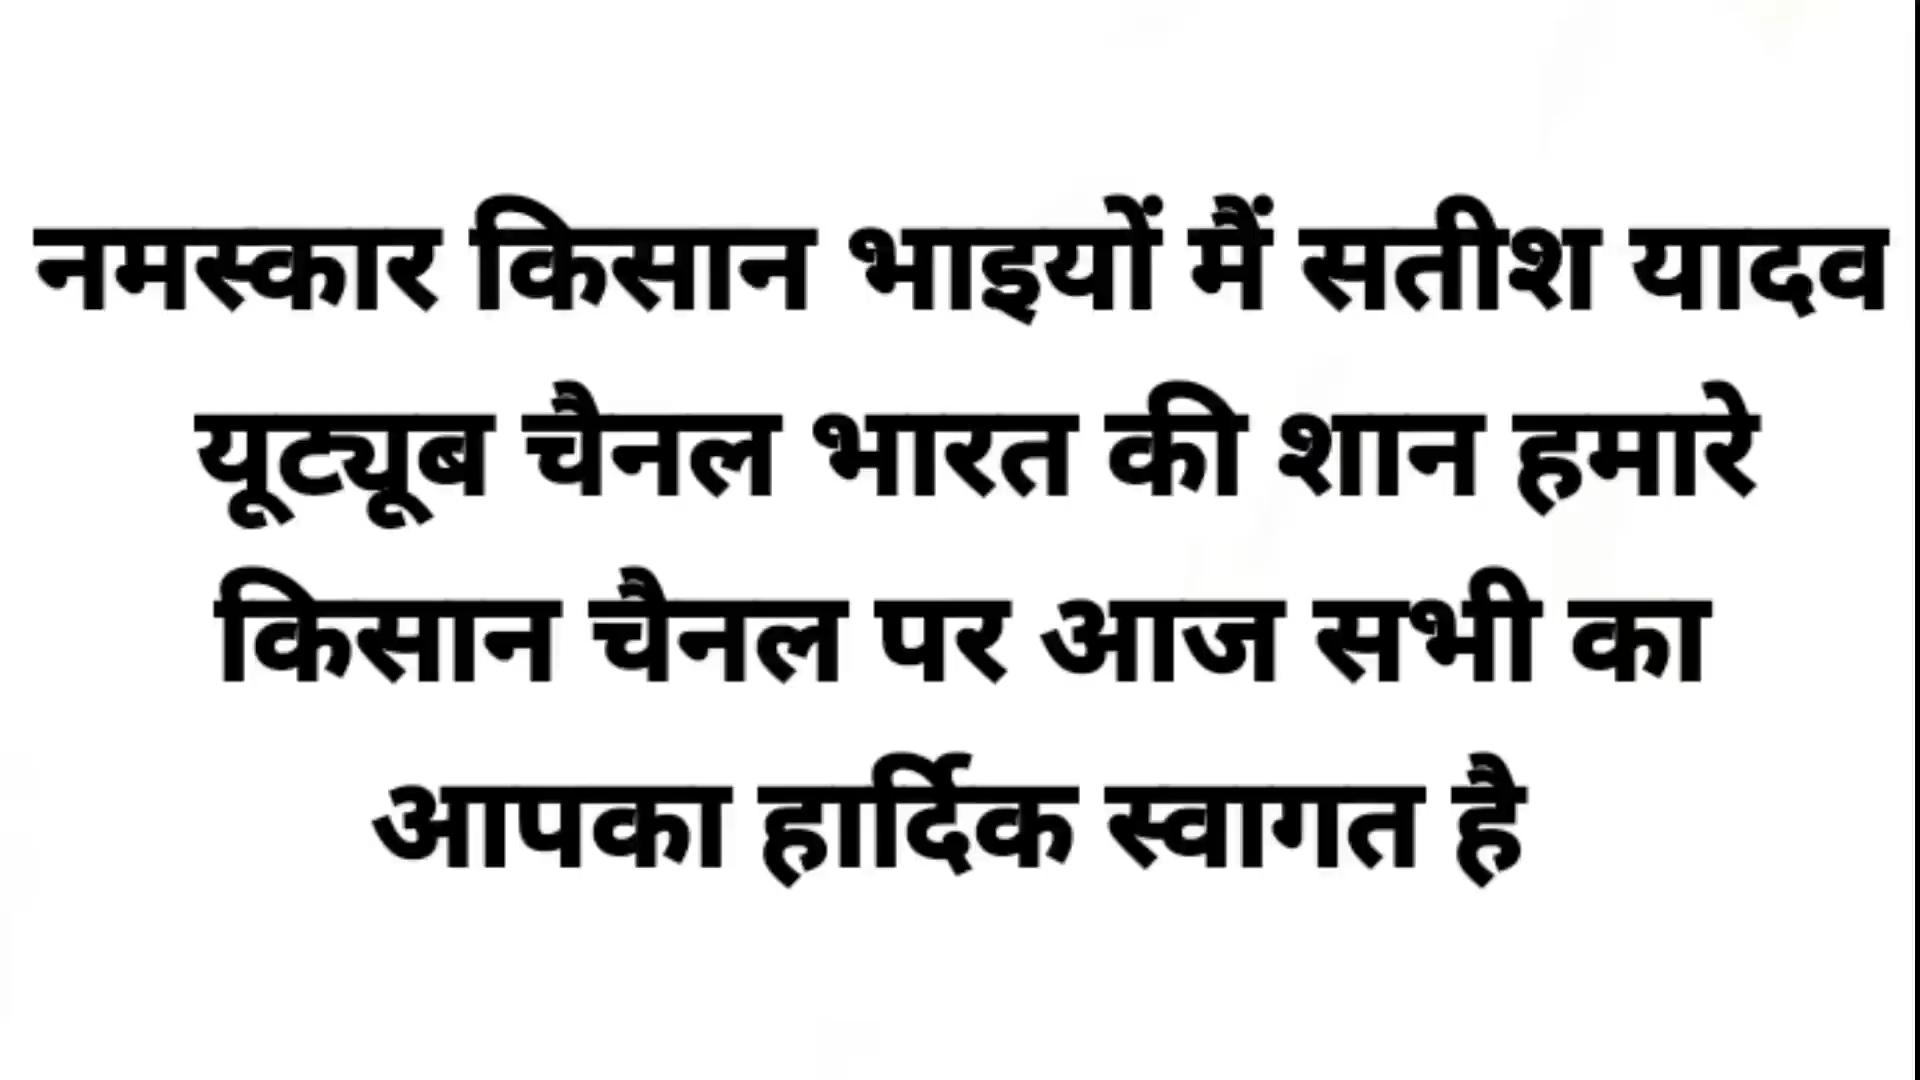 नमस्कार किसान भाइयों मैं सतीश यादव
यूट्यूब चैनल भारत की शान हमारे
किसान चैनल पर आज सभी का
आपका हार्दिक स्वागत है